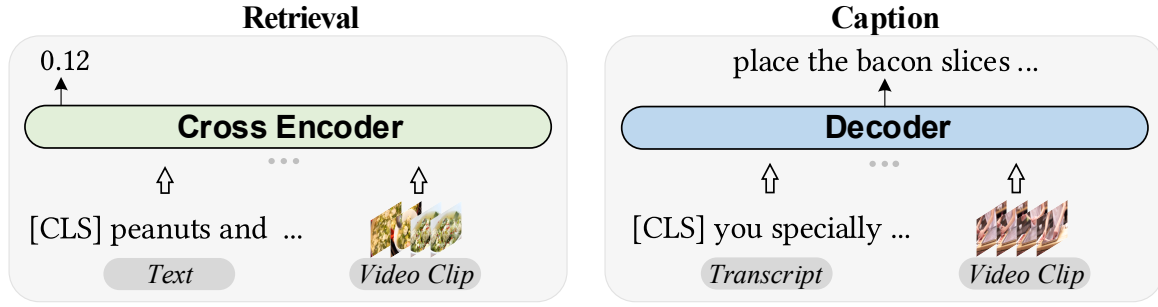 Retrieval
0.12
Cross Encoder
...
[CLS] peanuts and ...
Text
Video Clip
Caption
place the bacon slices ...
Decoder
...
[CLS] you specially ...
Transcript
Video Clip